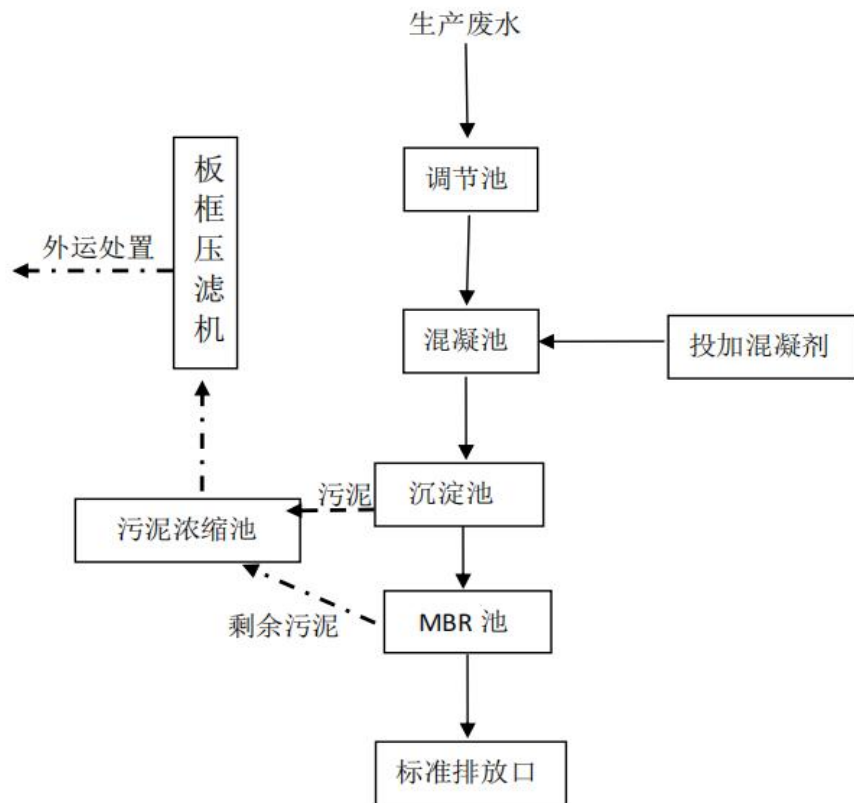 生产废水
调节池
板框压滤机
外运处置
混凝池
投加混凝剂
污泥
沉淀池
污泥浓缩池
剩余污泥
MBR 池
标准排放口